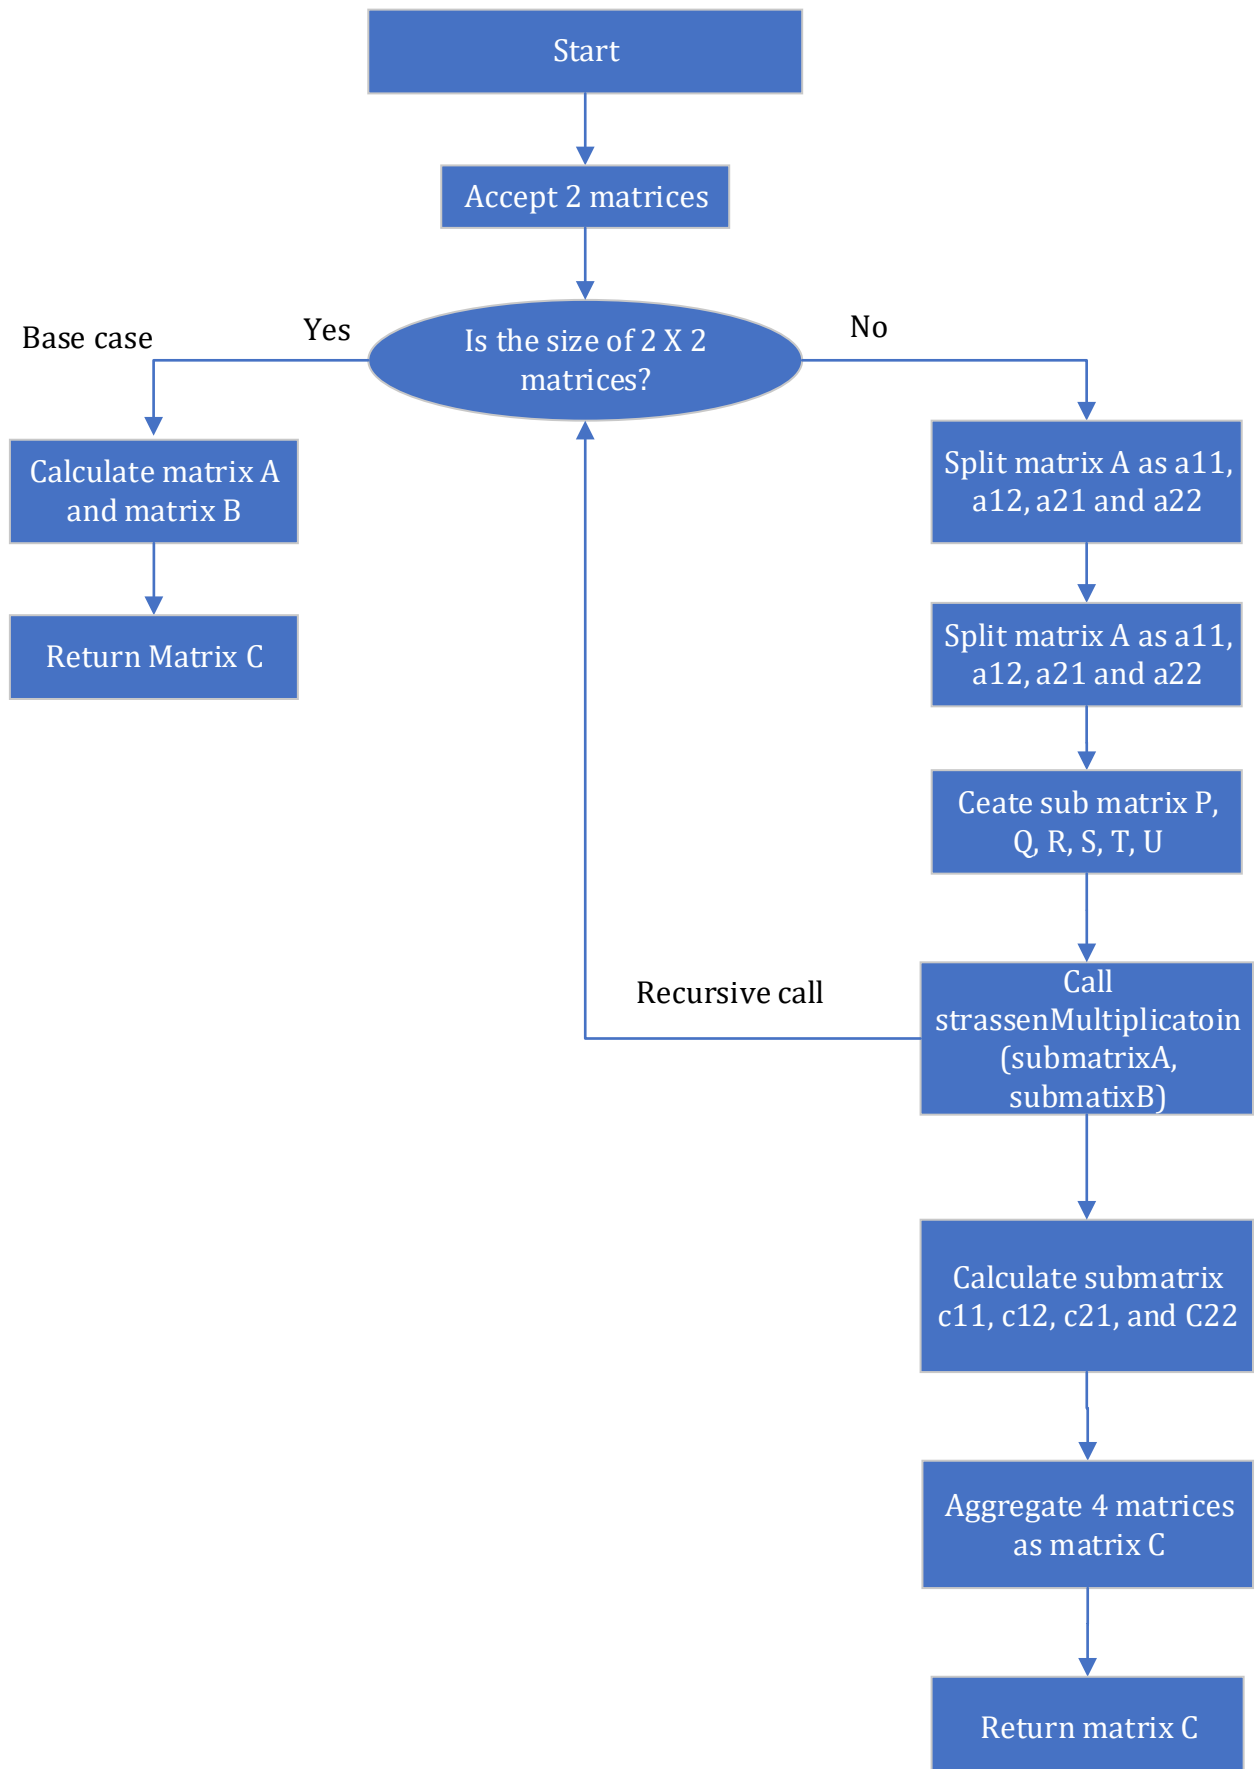 Start
Accept 2 matrices
Base case
Yes
Is the size of 2 X 2
matrices?
No
Calculate matrix A
and matrix B
Return Matrix C
Split matrix A as a11,
a12, a21 and a22
Split matrix A as a11,
a12, a21 and a22
Ceate sub matrix P,
Q, R, S, T, U
Recursive call
Call
strassenMultiplicatoin
(submatrixA,
submatixB)
Calculate submatrix
c11, c12, c21, and C22
Aggregate 4 matrices
as matrix C
Return matrix C